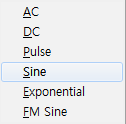 AC
DC
Pulse
Sine
Exponential
FM Sine